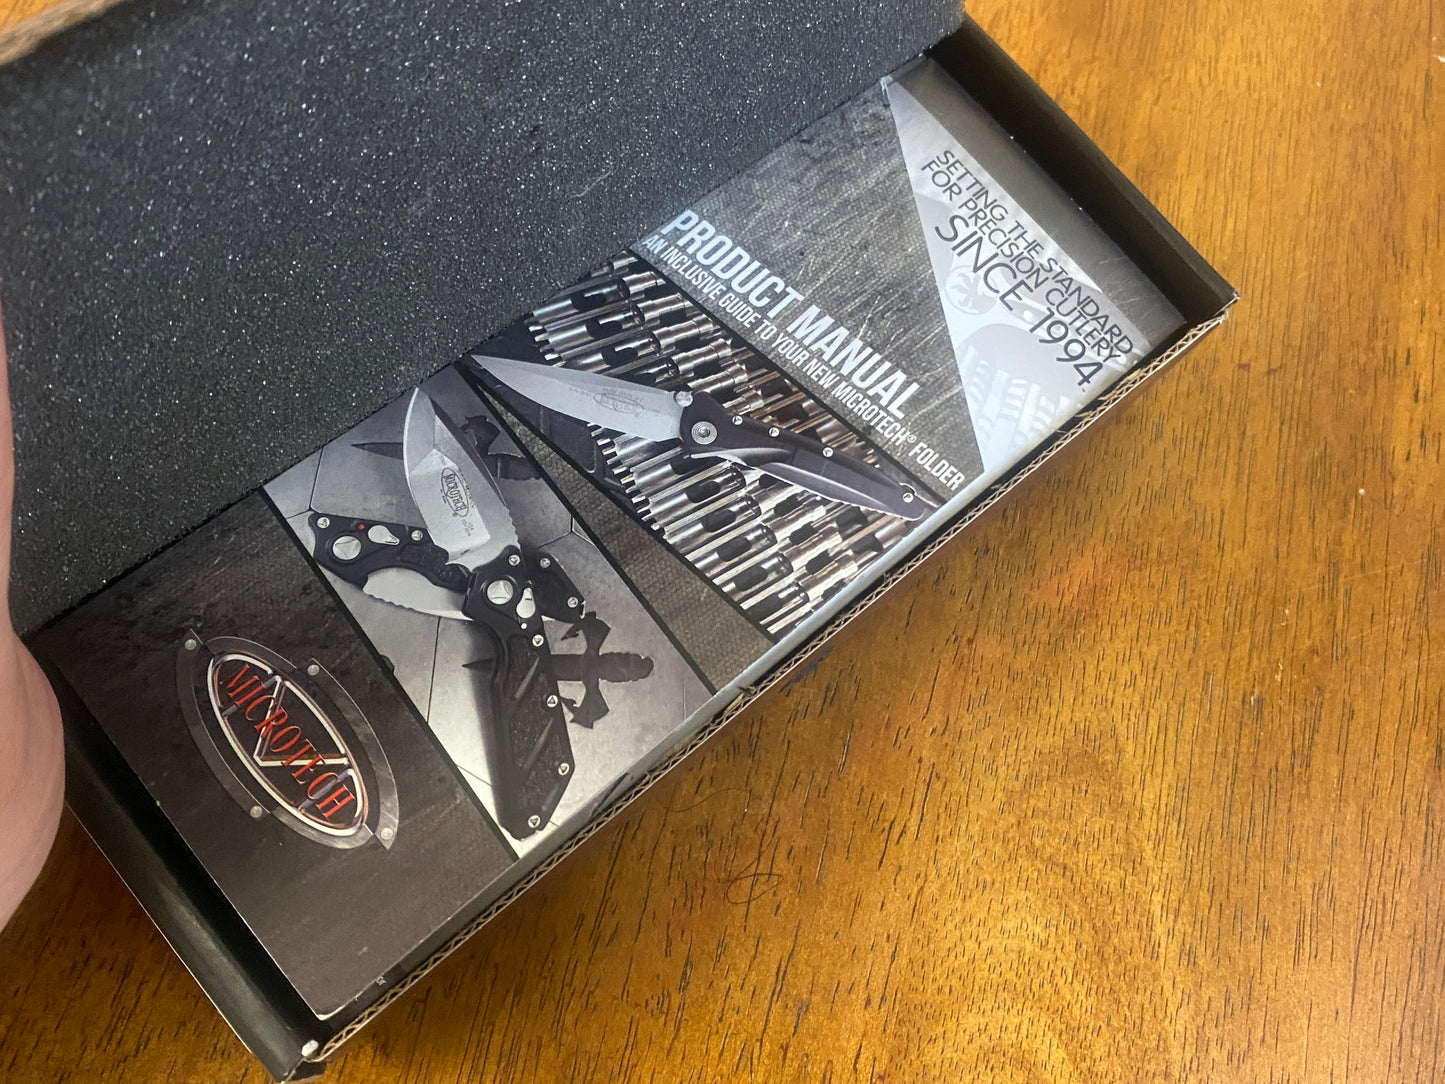 SETTING THE STANDARD
FOR PRECISION CUTLERY
SINCE 1994
PRODUCT MANUAL
AN INCLUSIVE GUIDE TO YOUR NEW MICROTECH® FOLDER
MICROTECH
MICROTECH